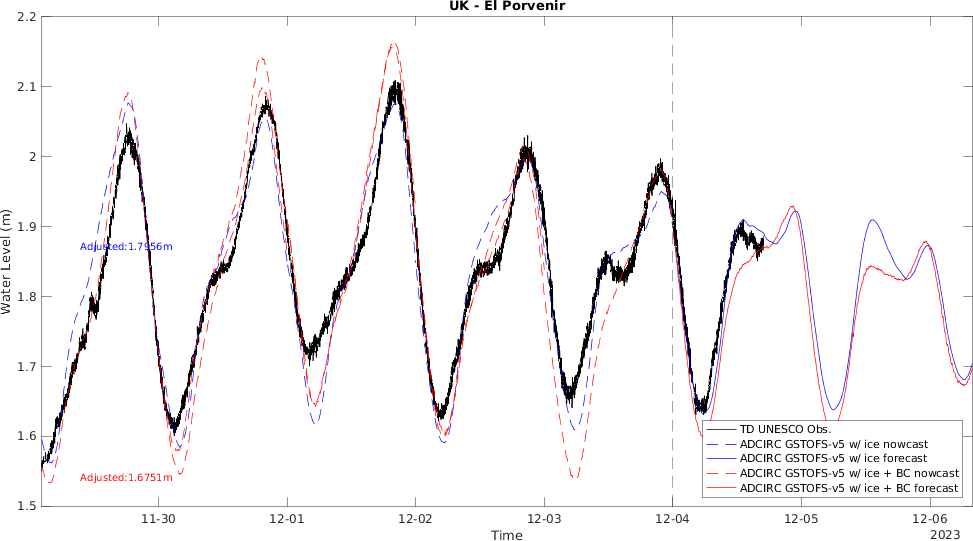 UK - El Porvenir
2.2
2.1
2
1.9
1.8
1.7
1.6
1.5
Water Level (m)
Adjusted:1.7956m
Adjusted:1.6751m
TD UNESCO Obs.
ADCIRC GSTOFS-v5 w/ ice nowcast
ADCIRC GSTOFS-v5 w/ ice forecast
ADCIRC GSTOFS-v5 w/ ice + BC nowcast
ADCIRC GSTOFS-v5 w/ ice + BC forecast
11-30
12-01
12-02
12-03
12-04
12-05
12-06
Time
2023